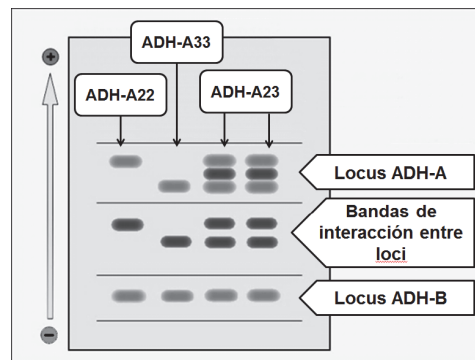 ADH-A33
ADH-A22
ADH-A23
Locus ADH-A
Bandas de
interacción entre
loci
Locus ADH-B
+
−